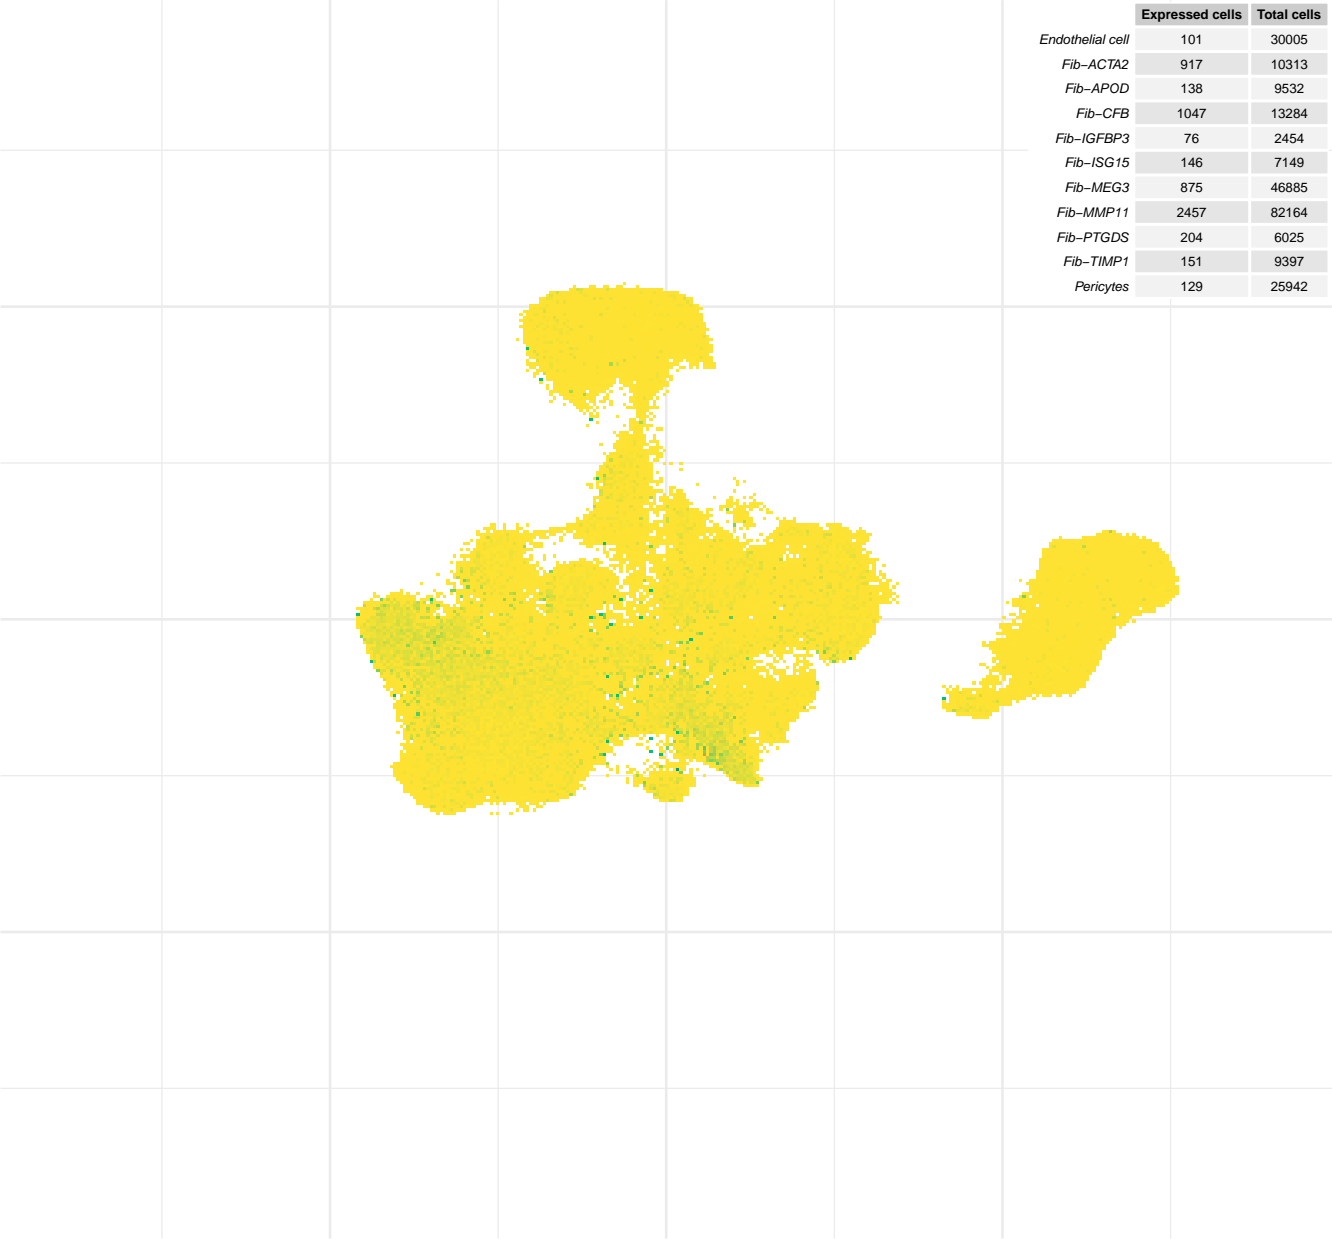 Expressed cells Total cells
Endothelial cell 101 30005
Fib−ACTA2 917 10313
Fib−APOD 138 9532
Fib−CFB 1047 13284
Fib−IGFBP3 76 2454
Fib−ISG15 146 7149
Fib−MEG3 875 46885
Fib−MMP11 2457 82164
Fib−PTGDS 204 6025
Fib−TIMP1 151 9397
Pericytes 129 25942